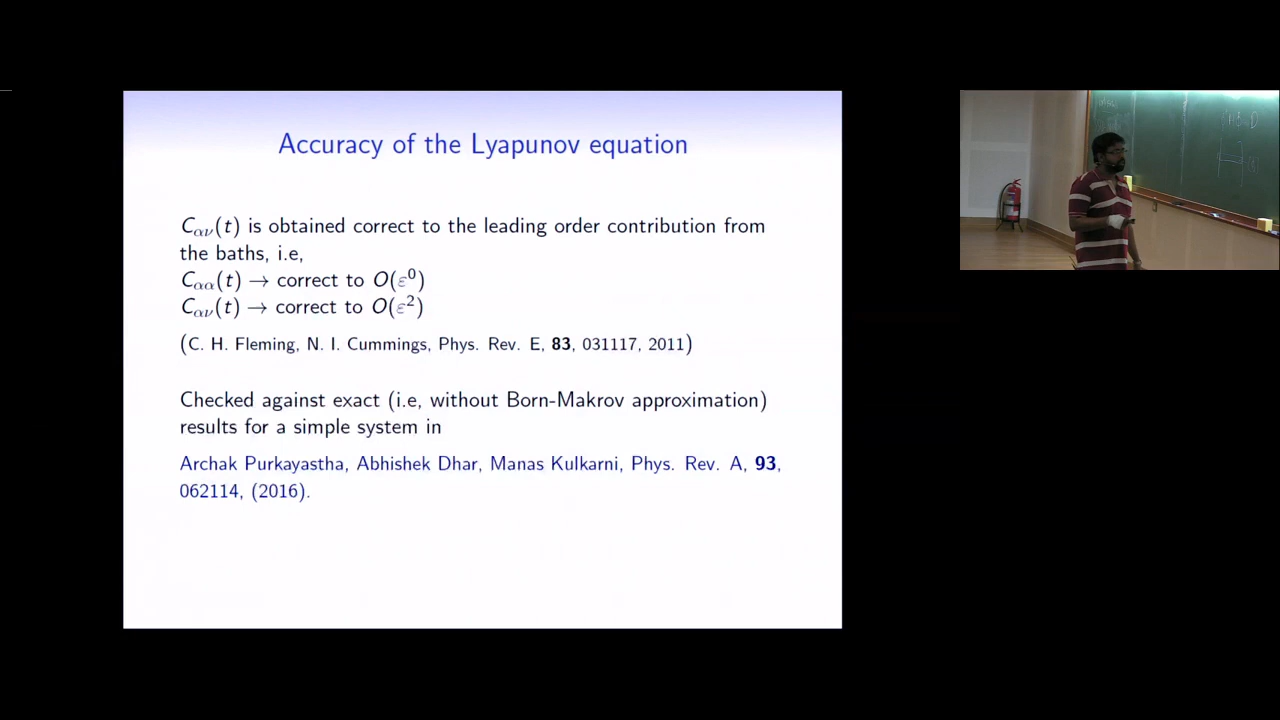 Accuracy of the Lyapunov equation
C_{αν}(t) is obtained correct to the leading order contribution from
the baths, i.e,
C_{αα}(t) → correct to O(ε^0)
C_{αν}(t) → correct to O(ε^2)
(C. H. Fleming, N. I. Cummings, Phys. Rev. E, 83, 031117, 2011)
Checked against exact (i.e, without Born-Makrov approximation)
results for a simple system in
Archak Purkayastha, Abhishek Dhar, Manas Kulkarni, Phys. Rev. A, 93,
062114, (2016).